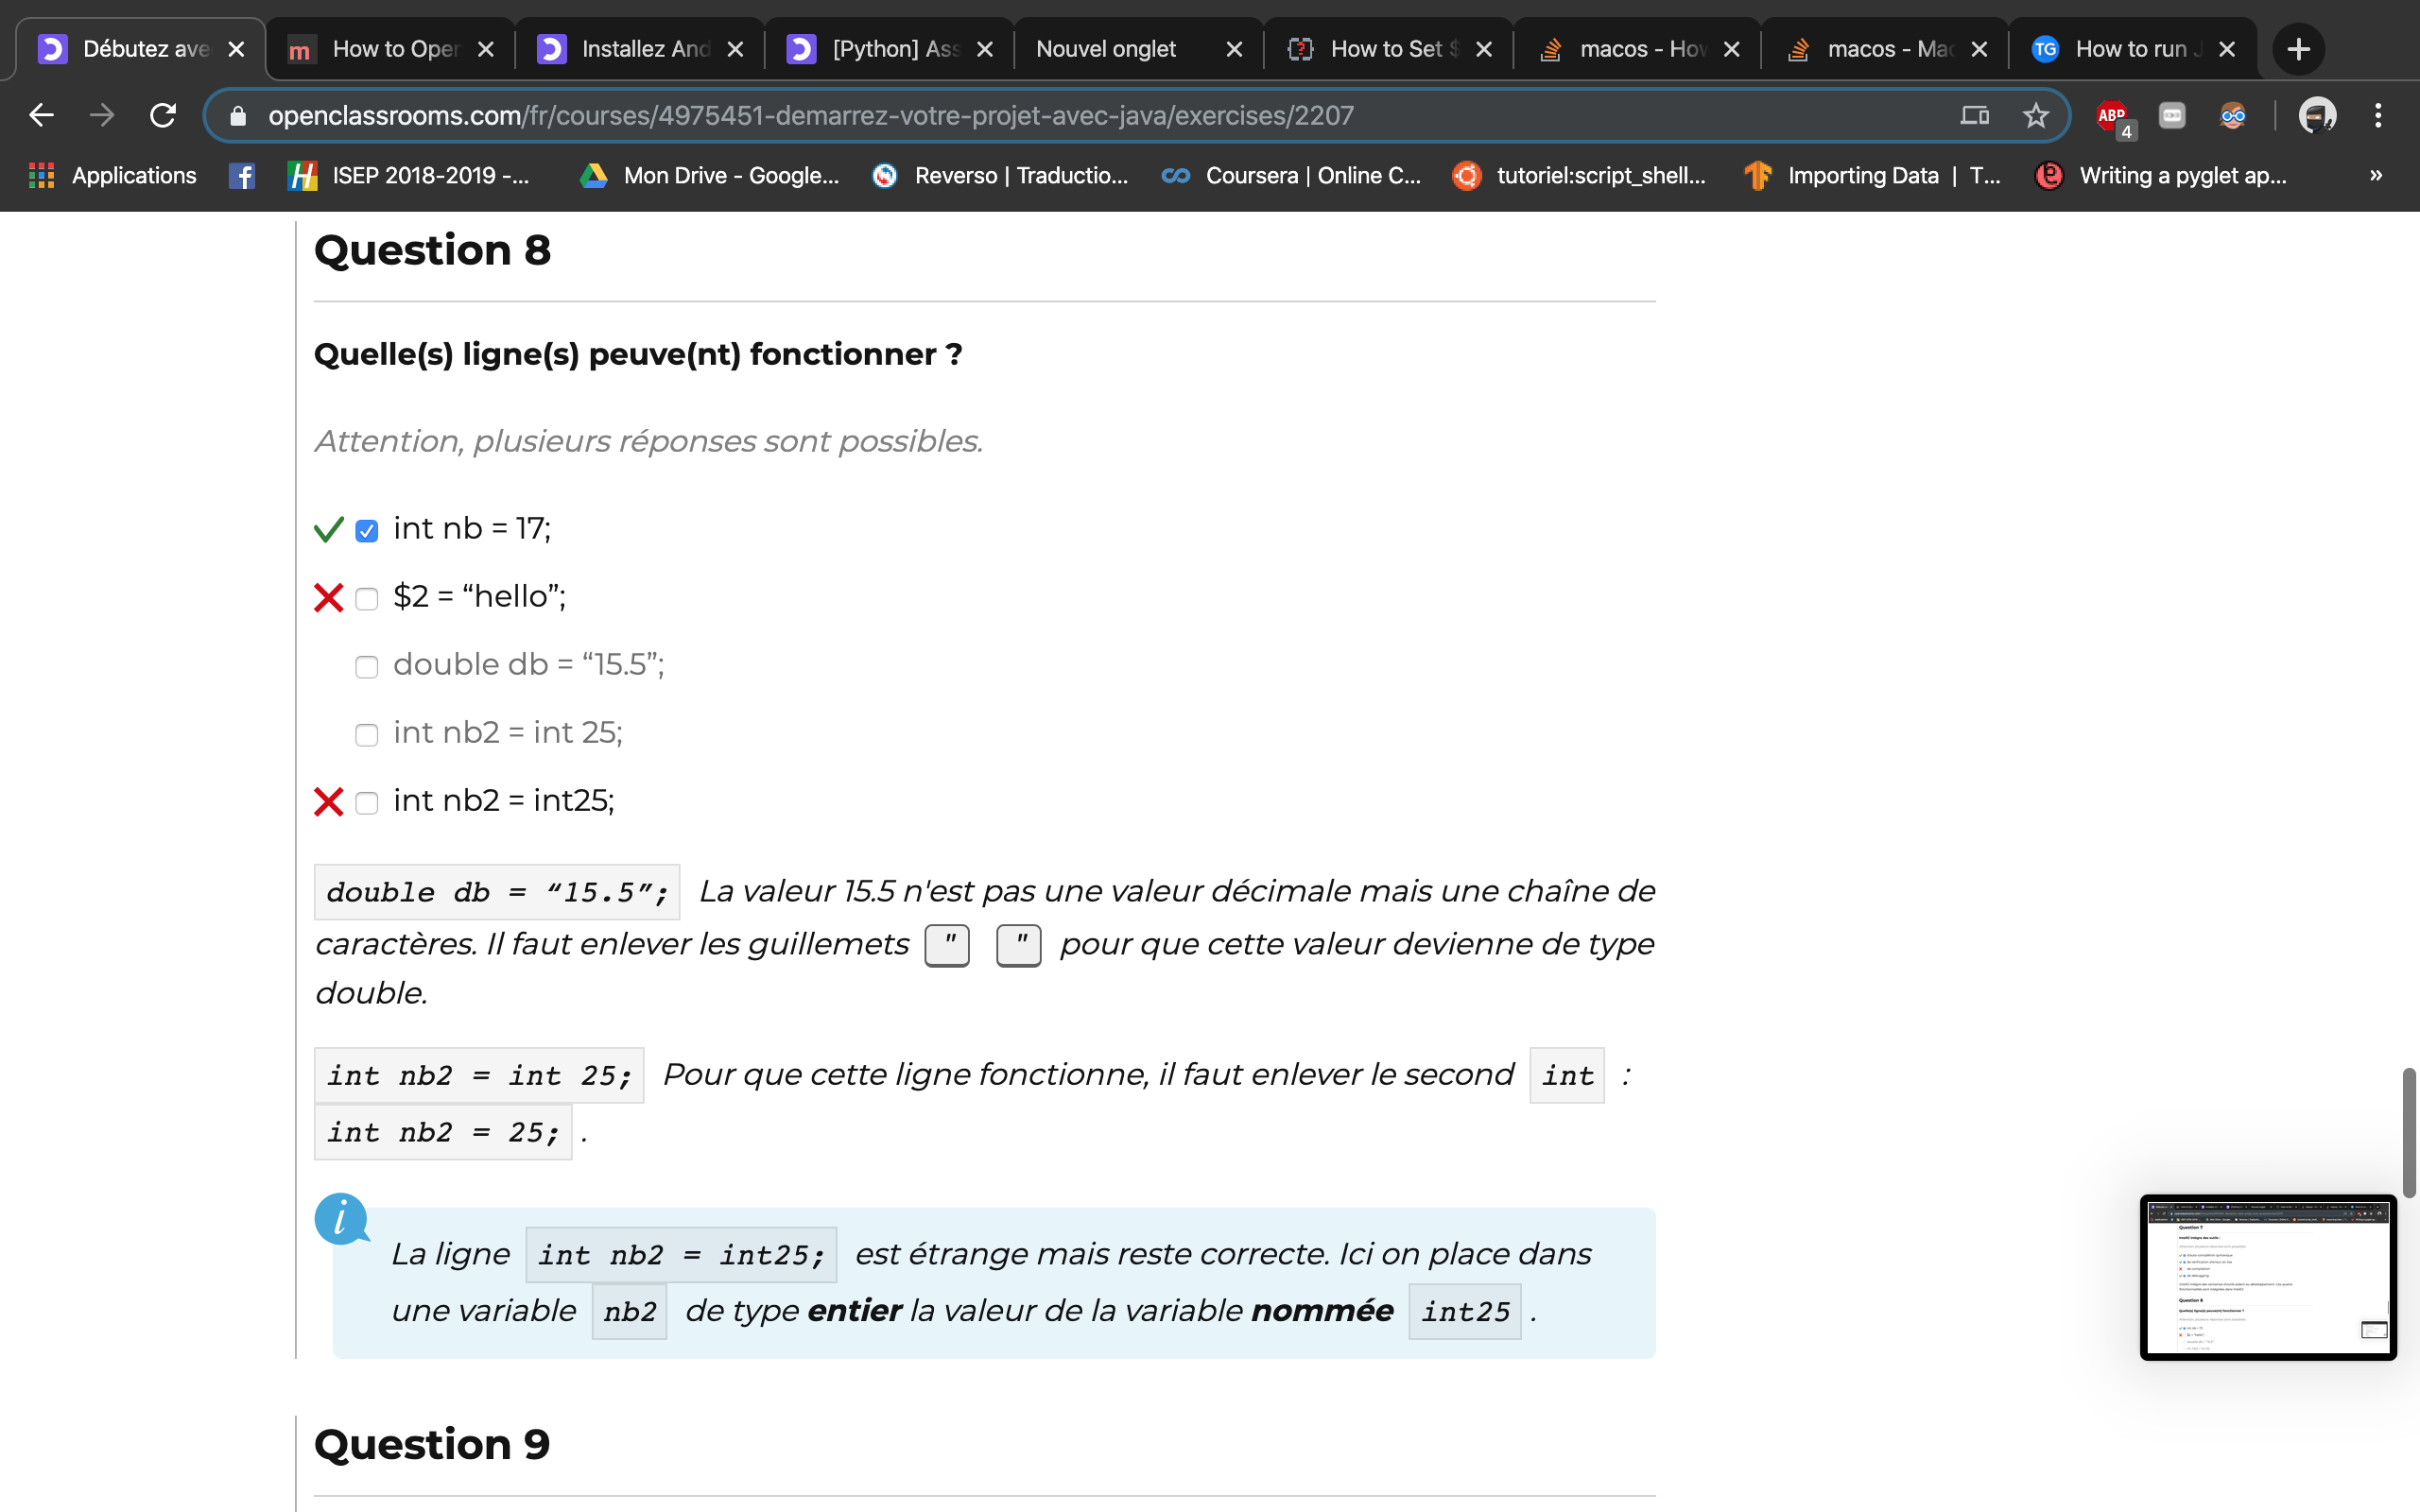 Débutez ave
How to Oper
Installez And
[Python] Ass
Nouvel onglet
How to Set $
macos - How
macos - Mac
TG
How to run J
openclassrooms.com/fr/courses/4975451-demarrez-votre-projet-avec-java/exercises/2207
ABP
4
Applications
ISEP 2018-2019 -...
Mon Drive - Google...
Reverso | Traductio...
Coursera | Online C...
tutoriel:script_shell...
Importing Data | T...
Writing a pyglet ap...
»
Question 8
Quelle(s) ligne(s) peuve(nt) fonctionner ?
Attention, plusieurs réponses sont possibles.
int nb = 17;
$2 = “hello”;
double db = “15.5”;
int nb2 = int 25;
int nb2 = int25;
double db = “15.5”; La valeur 15.5 n'est pas une valeur décimale mais une chaîne de
caractères. Il faut enlever les guillemets " " pour que cette valeur devienne de type
double.
int nb2 = int 25; Pour que cette ligne fonctionne, il faut enlever le second int :
int nb2 = 25; .
La ligne int nb2 = int25; est étrange mais reste correcte. Ici on place dans
une variable nb2 de type entier la valeur de la variable nommée int25 .
Question 9